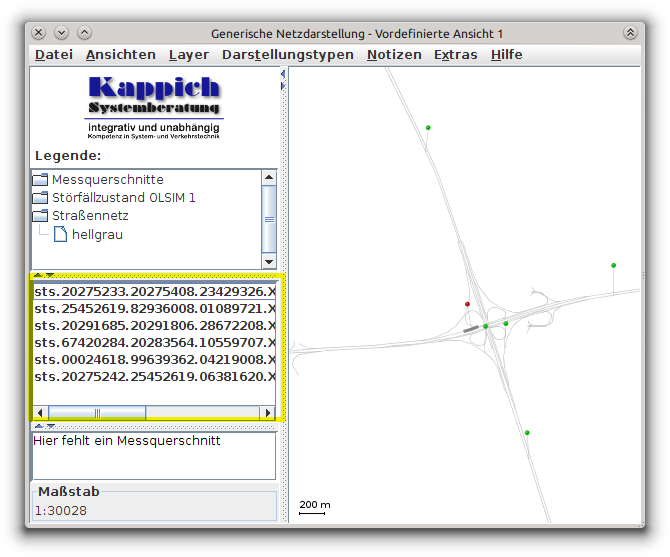 Generische Netzdarstellung - Vordefinierte Ansicht 1
Datei Ansichten Layer Darstellungstypen Notizen Extras Hilfe
Kappich
Systemberatung
integrativ und unabhängig
Kompetenz in System- und Verkehrstechnik
Legende:
Messquerschnitte
Störfällzustand OLSIM 1
Straßennetz
hellgrau
sts.20275233.20275408.23429326.X
sts.25452619.82936008.01089721.X
sts.20291685.20291806.28672208.X
sts.67420284.20283564.10559707.X
sts.00024618.99639362.04219008.X
sts.20275242.25452619.06381620.X
Hier fehlt ein Messquerschnitt
Maßstab
1:30028
200 m